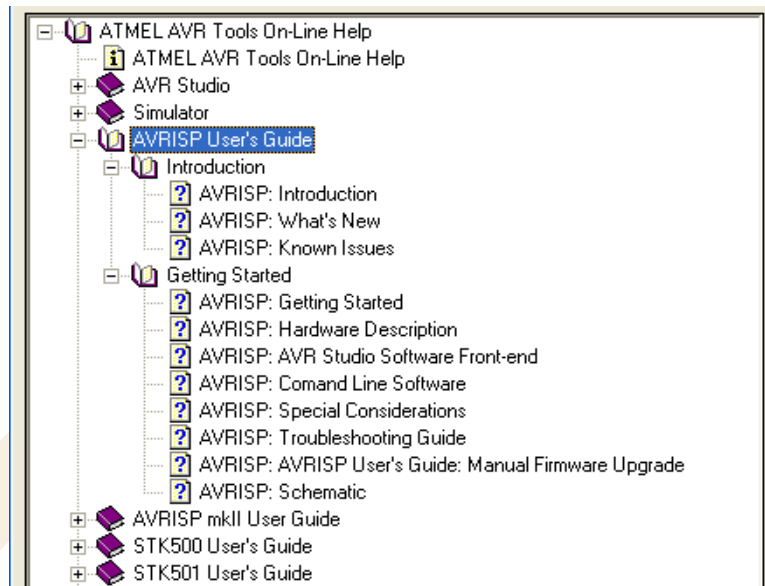 ATMEL AVR Tools On-Line Help
ATMEL AVR Tools On-Line Help
AVR Studio
Simulator
AVRISP User's Guide
Introduction
AVRISP: Introduction
AVRISP: What's New
AVRISP: Known Issues
Getting Started
AVRISP: Getting Started
AVRISP: Hardware Description
AVRISP: AVR Studio Software Front-end
AVRISP: Comand Line Software
AVRISP: Special Considerations
AVRISP: Troubleshooting Guide
AVRISP: AVRISP User's Guide: Manual Firmware Upgrade
AVRISP: Schematic
AVRISP mkII User Guide
STK500 User's Guide
STK501 User's Guide